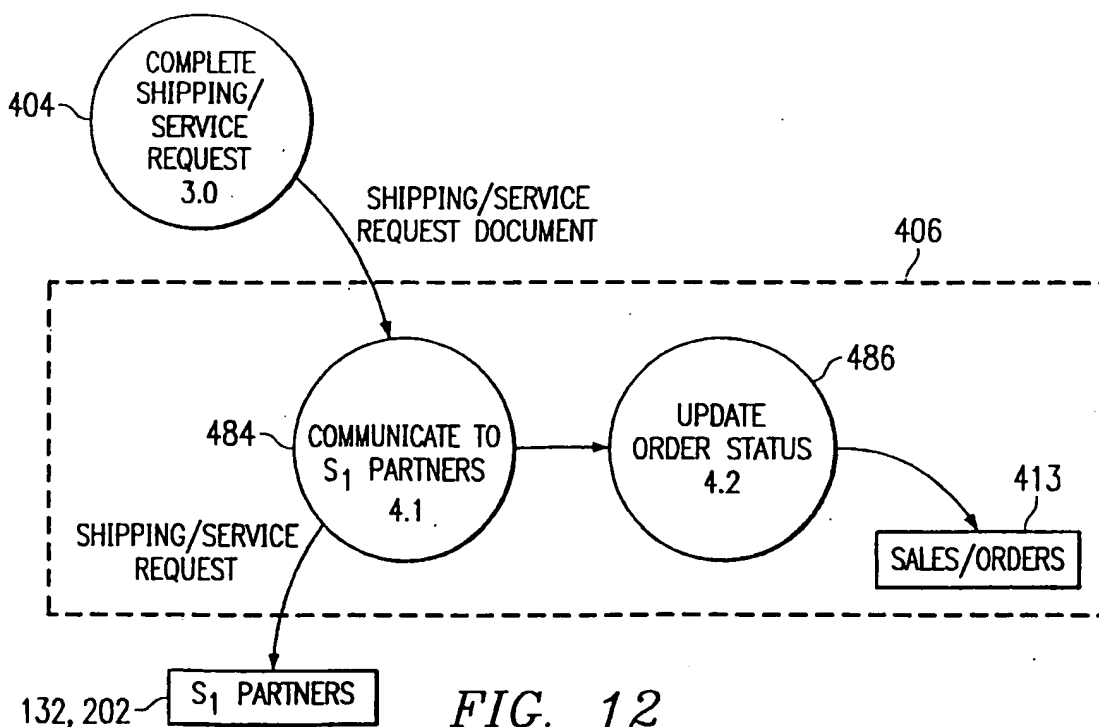 COMPLETE
SHIPPING/
SERVICE
REQUEST
3.0
404
SHIPPING/SERVICE
REQUEST DOCUMENT
406
486
484
COMMUNICATE TO
S₁ PARTNERS
4.1
UPDATE
ORDER STATUS
4.2
413
SALES/ORDERS
SHIPPING/SERVICE
REQUEST
S₁ PARTNERS
132, 202
FIG. 12